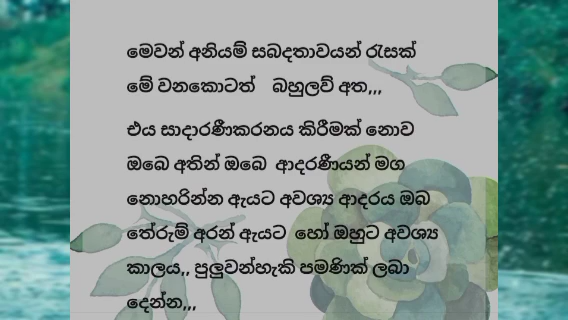 මෙවන් අනියම් සබදතාවයන් රැසක්
මේ වනකොටත් බහුලව් අත,,,
එය සාදාරණීකරනය කිරීමක් නොව
ඔබෙ අතින් ඔබෙ ආදරණීයන් මග
නොහරින්න ඇයට අවශ්‍ය ආදරය ඔබ
තේරුම් අරන් ඇයට හෝ ඔහුට අවශ්‍ය
කාලය,, පුලුවන්හැකි පමණික් ලබා
දෙන්න,,,